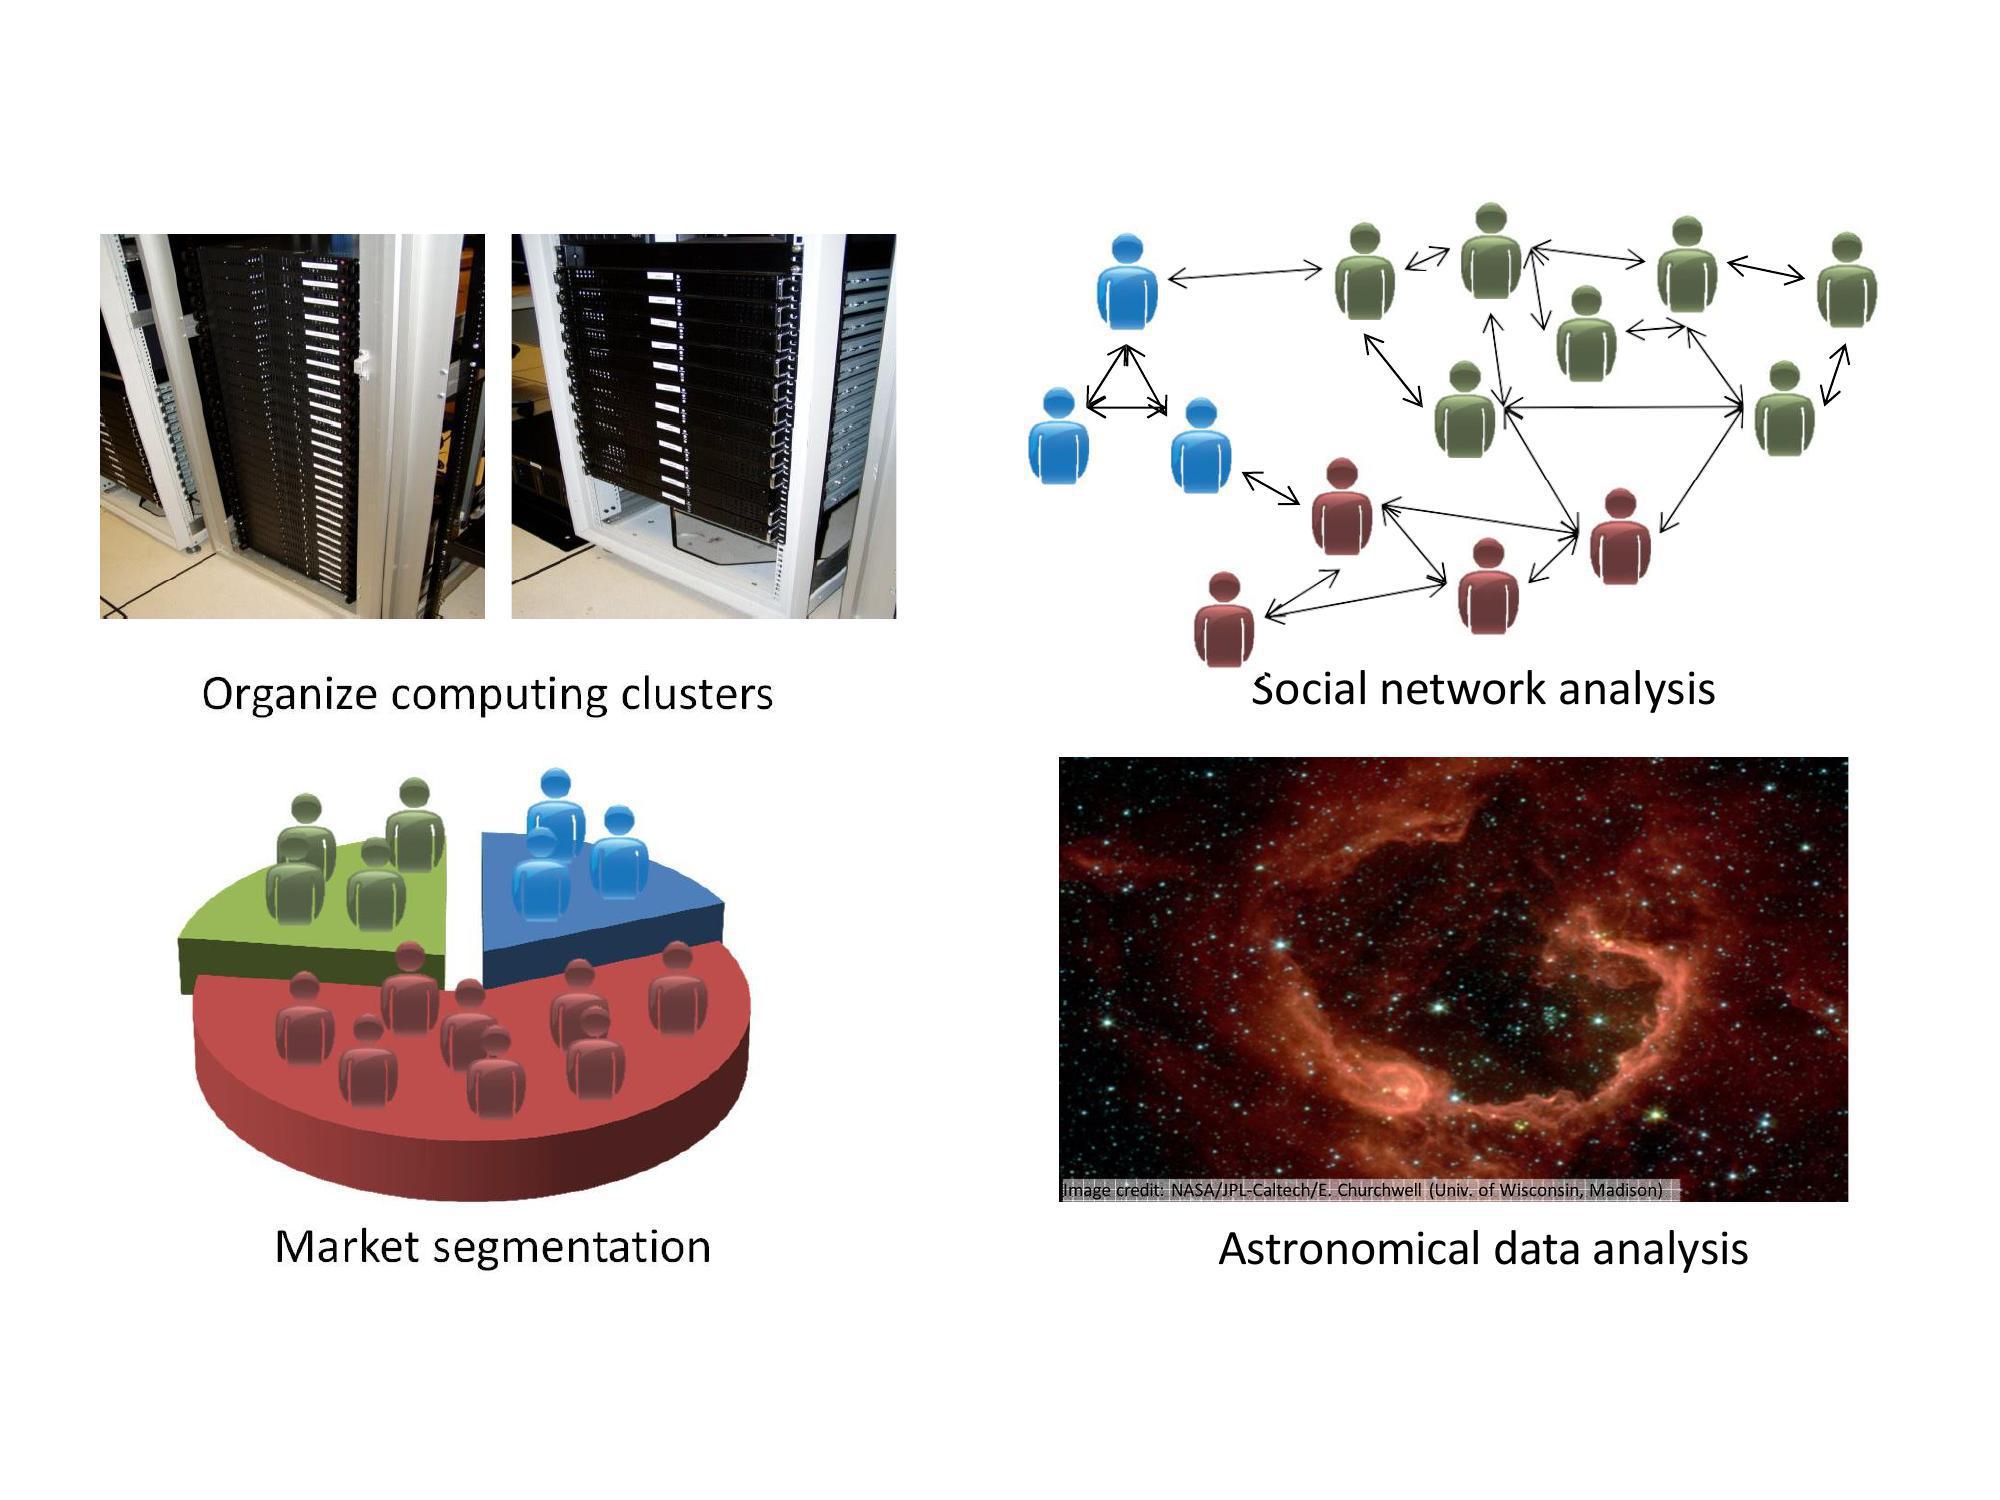 Organize computing clusters
Social network analysis
Image credit: NASA/JPL-Caltech/E. Churchwell (Univ. of Wisconsin, Madison)
Market segmentation
Astronomical data analysis